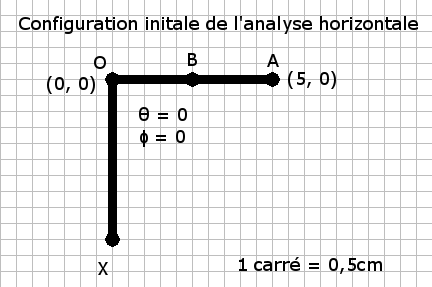 Configuration initale de l'analyse horizontale
O B A
(0, 0) (5, 0)
θ = 0
ϕ = 0
X
1 carré = 0,5cm